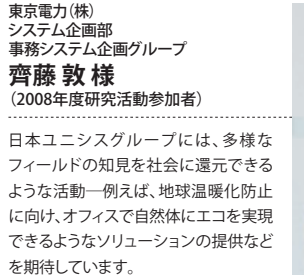 東京電力(株)
システム企画部
事務システム企画グループ
齊藤 敦 様
(2008年度研究活動参加者)
日本ユニシスグループには、多様な
フィールドの知見を社会に還元できる
ような活動―例えば、地球温暖化防止
に向け、オフィスで自然体にエコを実現
できるようなソリューションの提供など
を期待しています。